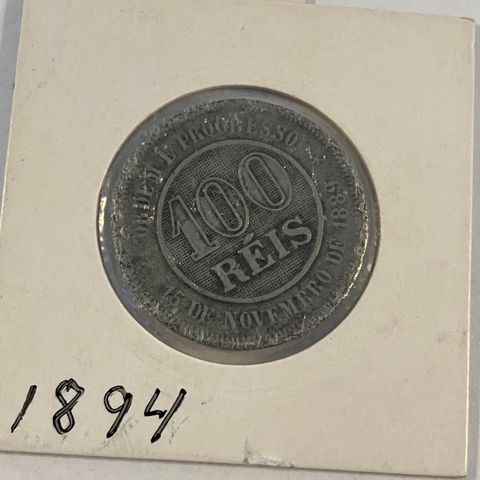 ORDEM E PROGRESSO
100
RÉIS
15 DE NOVEMBRO DE 1889
1894